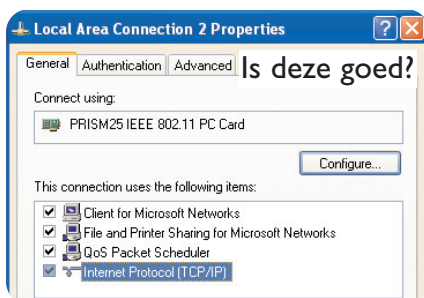 Local Area Connection 2 Properties
General Authentication Advanced
Is deze goed?
Connect using:
PRISM25 IEEE 802.11 PC Card
Configure...
This connection uses the following items:
Client for Microsoft Networks
File and Printer Sharing for Microsoft Networks
QoS Packet Scheduler
Internet Protocol (TCP/IP)